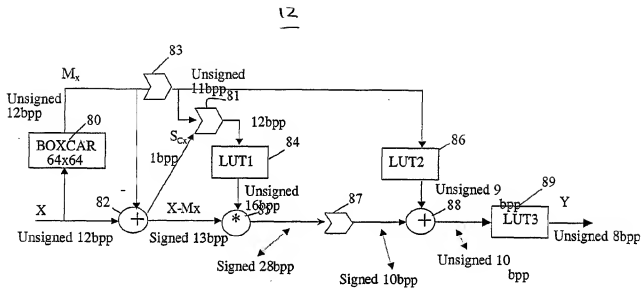 12
83
Mx
Unsigned
11bpp
Unsigned
12bpp
81
80
BOXCAR
64x64
SCx
12bpp
1bpp
LUT1
84
LUT2
86
Unsigned
16bpp
Unsigned 9
bpp
X
82
-
+
X-Mx
*
85
87
+
88
89
LUT3
Y
Unsigned 12bpp
Signed 13bpp
Unsigned 8bpp
Signed 28bpp
Signed 10bpp
Unsigned 10
bpp